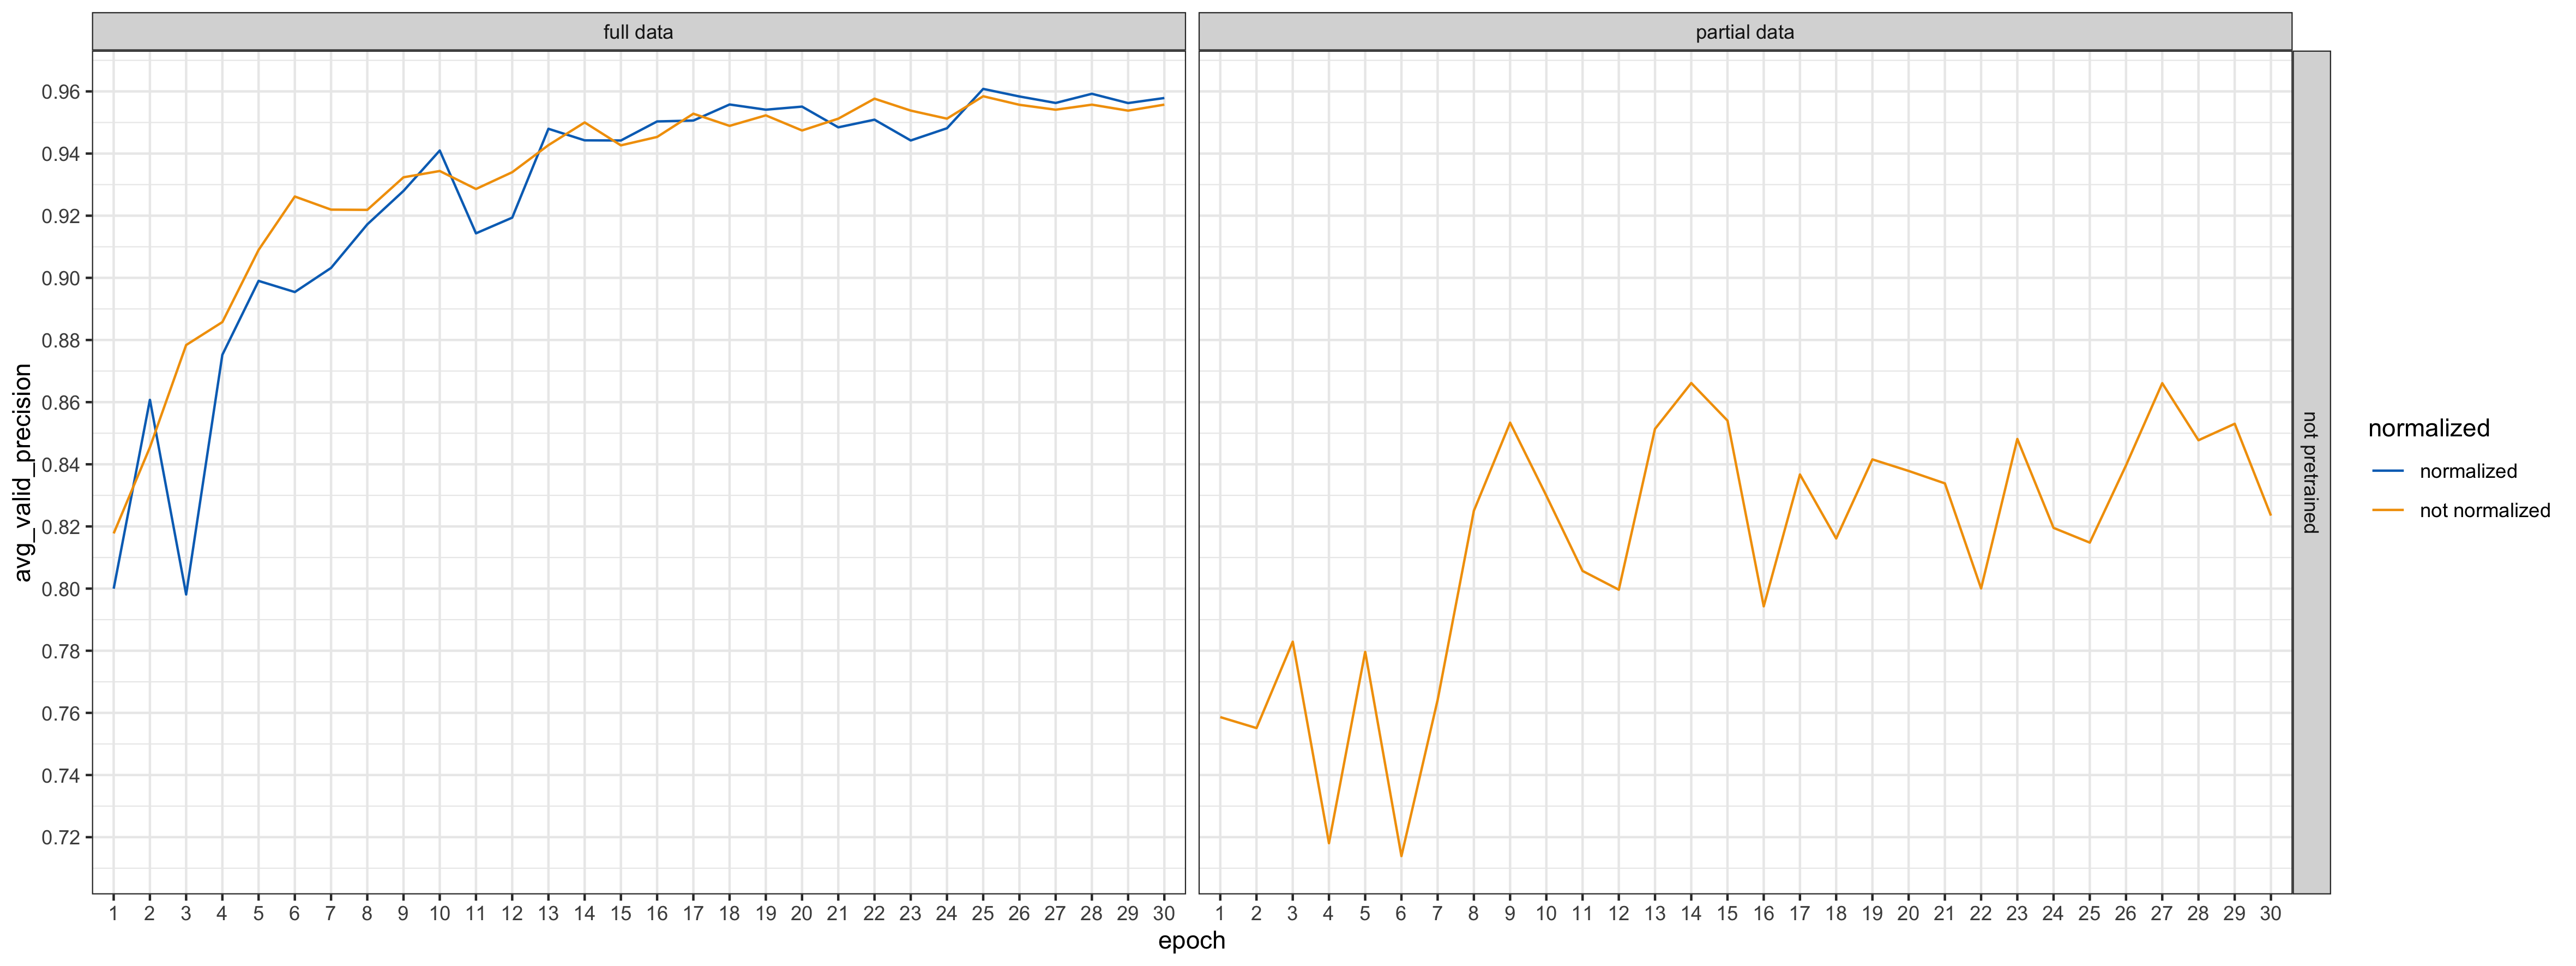 full data
partial data
avg_valid_precision
0.96
0.94
0.92
0.90
0.88
0.86
0.84
0.82
0.80
0.78
0.76
0.74
0.72
1 2 3 4 5 6 7 8 9 10 11 12 13 14 15 16 17 18 19 20 21 22 23 24 25 26 27 28 29 30
1 2 3 4 5 6 7 8 9 10 11 12 13 14 15 16 17 18 19 20 21 22 23 24 25 26 27 28 29 30
epoch
not pretrained
normalized
normalized
not normalized